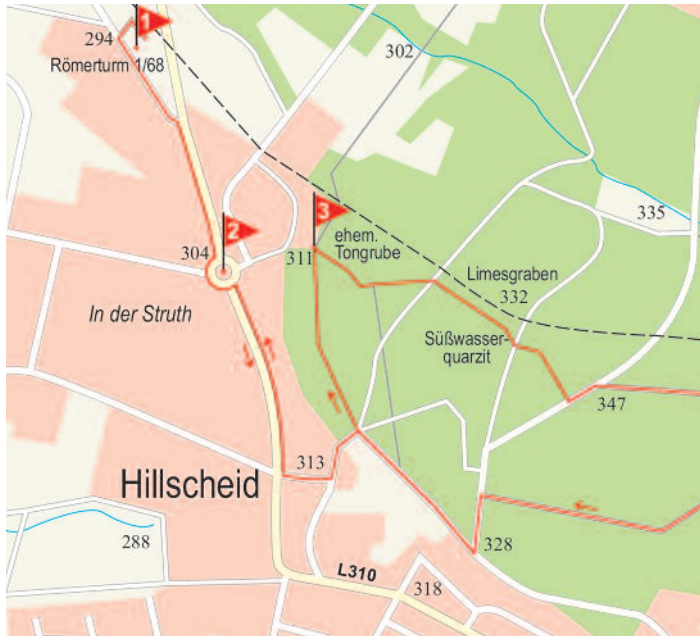 1
294
Römerturm 1/68
302
3
335
2
304
311
ehem.
Tongrube
Limesgraben
332
In der Struth
Süßwasser-
quarzit
347
313
Hillscheid
288
328
L310
318